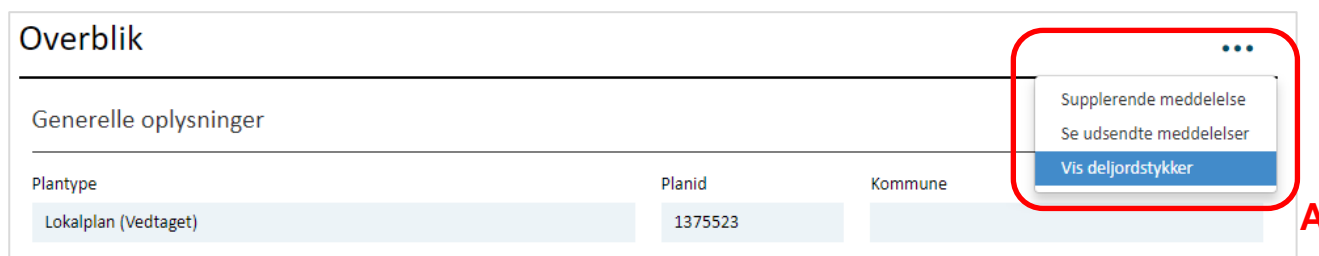 Overblik
•••
Supplerende meddelelse
Generelle oplysninger
Se udsendte meddelelser
Vis deljordstykker
Plantype
Planid
Kommune
Lokalplan (Vedtaget)
1375523
A